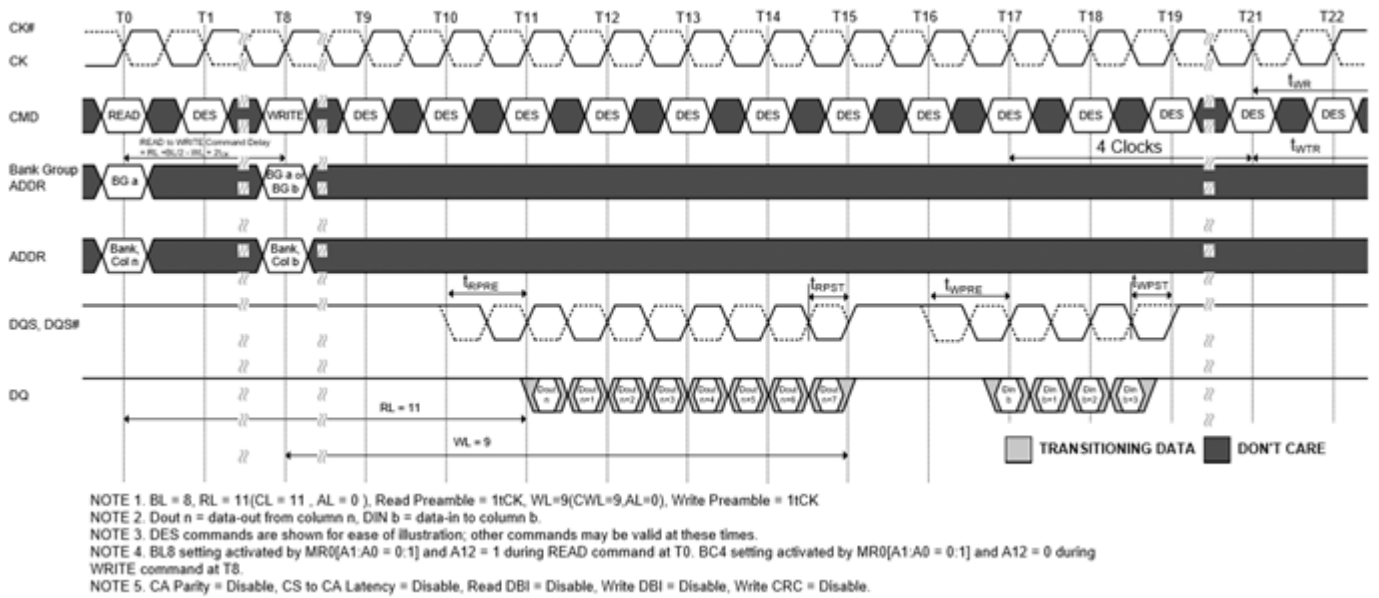 T0 T1 T8 T9 T10 T11 T12 T13 T14 T15 T16 T17 T18 T19 T21 T22
CK#
CK
tWR
CMD READ DES WRITE DES DES DES DES DES DES DES DES DES DES DES DES DES
READ to WRITE Command Delay
4 Clocks tWTR
Bank Group
ADDR
BG a
BG a or
BG b
ADDR
Bank,
Col n
Bank,
Col b
tRPRE tRPST tWPRE tWPST
DQS, DQS#
DQ
Dout n Dout n+1 Dout n+2 Dout n+3 Dout n+4 Dout n+5 Dout n+6 Dout n+7 Din b Din b+1 Din b+2 Din b+3
RL = 11
WL = 9
TRANSITIONING DATA DON'T CARE
NOTE 1. BL = 8, RL = 11(CL = 11 , AL = 0 ), Read Preamble = 1tCK, WL=9(CWL=9,AL=0), Write Preamble = 1tCK
NOTE 2. Dout n = data-out from column n, DIN b = data-in to column b.
NOTE 3. DES commands are shown for ease of illustration; other commands may be valid at these times.
NOTE 4. BL8 setting activated by MR0[A1:A0 = 0:1] and A12 = 1 during READ command at T0. BC4 setting activated by MR0[A1:A0 = 0:1] and A12 = 0 during
WRITE command at T8.
NOTE 5. CA Parity = Disable, CS to CA Latency = Disable, Read DBI = Disable, Write DBI = Disable, Write CRC = Disable.